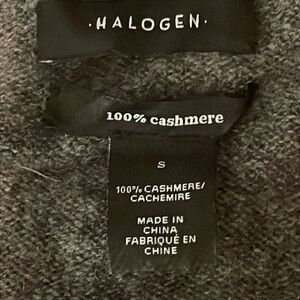 ·HALOGEN·
100% cashmere
S
100% CASHMERE/
CACHEMIRE
MADE IN
CHINA
FABRIQUÉ EN
CHINE